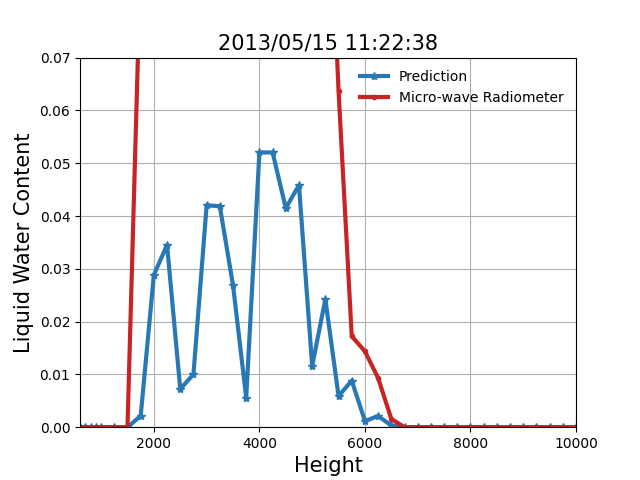 2013/05/15 11:22:38
0.07
0.06
0.05
0.04
0.03
0.02
0.01
0.00
Liquid Water Content
Prediction
Micro-wave Radiometer
2000 4000 6000 8000 10000
Height